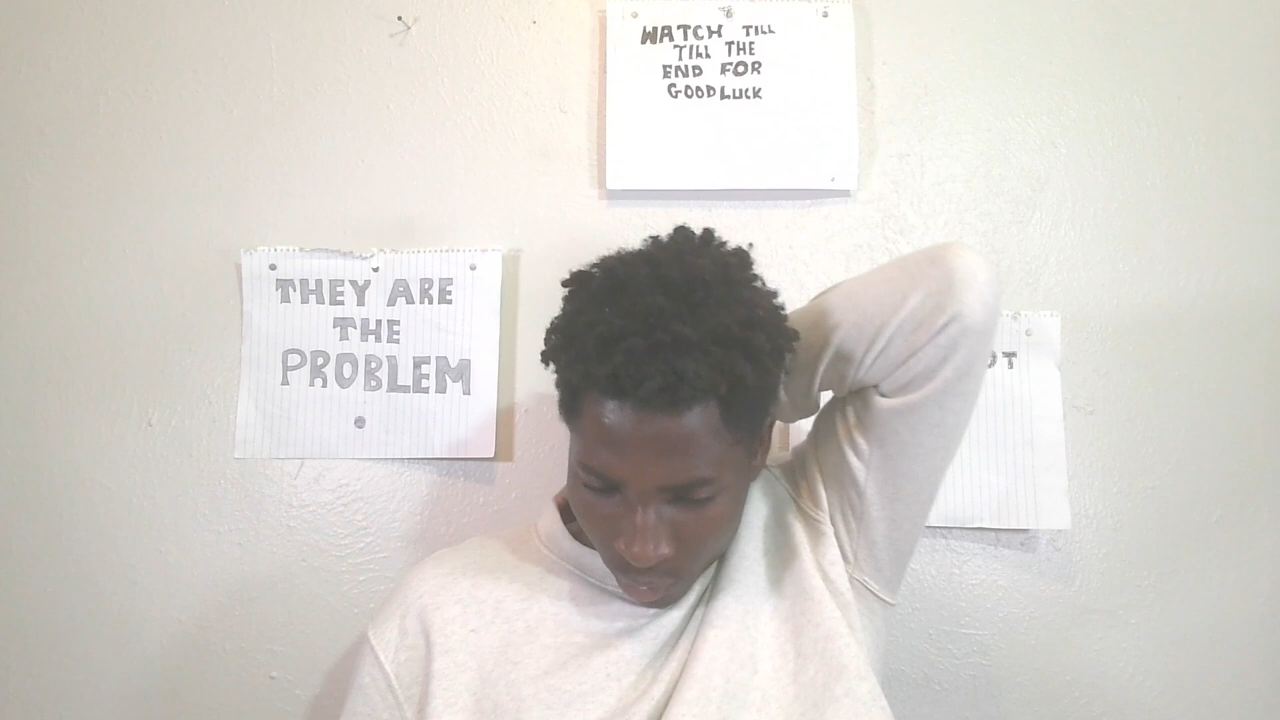 WATCH TILL
TILL THE
END FOR
GOODLUCK
THEY ARE
THE
PROBLEM